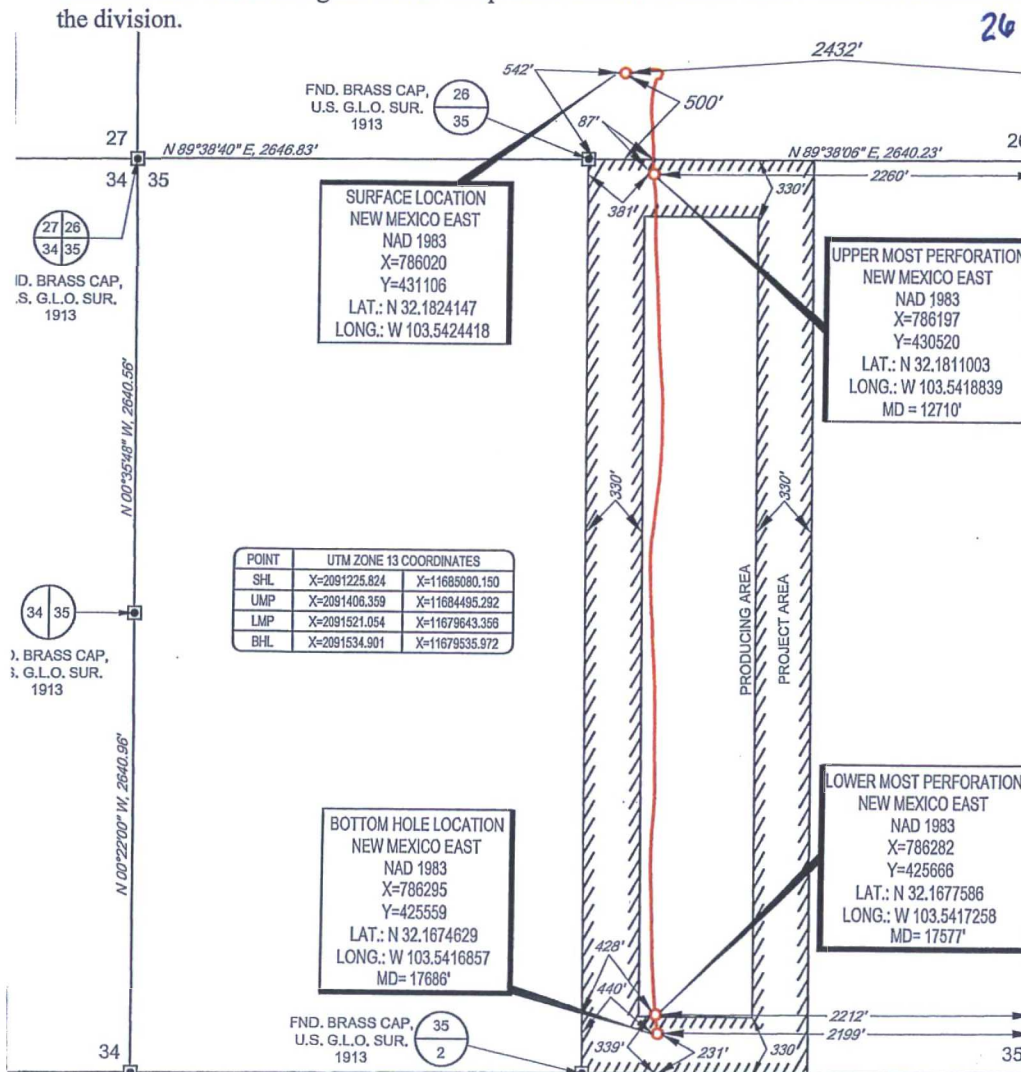 the division.
26
2432'
542'
FND. BRASS CAP,
U.S. G.L.O. SUR.
1913
26
35
500'
87'
27
N 89°38'40" E, 2646.83'
N 89°38'06" E, 2640.23'
26
34 35
2260'
330'
381'
SURFACE LOCATION
NEW MEXICO EAST
NAD 1983
X=786020
Y=431106
LAT.: N 32.1824147
LONG.: W 103.5424418
27 26
34 35
ND. BRASS CAP,
.S. G.L.O. SUR.
1913
UPPER MOST PERFORATION
NEW MEXICO EAST
NAD 1983
X=786197
Y=430520
LAT.: N 32.1811003
LONG.: W 103.5418839
MD = 12710'
N 00°35'48" W, 2640.56'
330'
330'
POINT UTM ZONE 13 COORDINATES
SHL X=2091225.824 X=11685080.150
UMP X=2091406.359 X=11684495.292
LMP X=2091521.054 X=11679643.356
BHL X=2091534.901 X=11679535.972
34 35
. BRASS CAP,
. G.L.O. SUR.
1913
PRODUCING AREA
PROJECT AREA
N 00°22'00" W, 2640.96'
BOTTOM HOLE LOCATION
NEW MEXICO EAST
NAD 1983
X=786295
Y=425559
LAT.: N 32.1674629
LONG.: W 103.5416857
MD= 17686'
LOWER MOST PERFORATION
NEW MEXICO EAST
NAD 1983
X=786282
Y=425666
LAT.: N 32.1677586
LONG.: W 103.5417258
MD= 17577'
428'
440'
2212'
2199'
FND. BRASS CAP,
U.S. G.L.O. SUR.
1913
35
2
34
339'
231'
330'
35